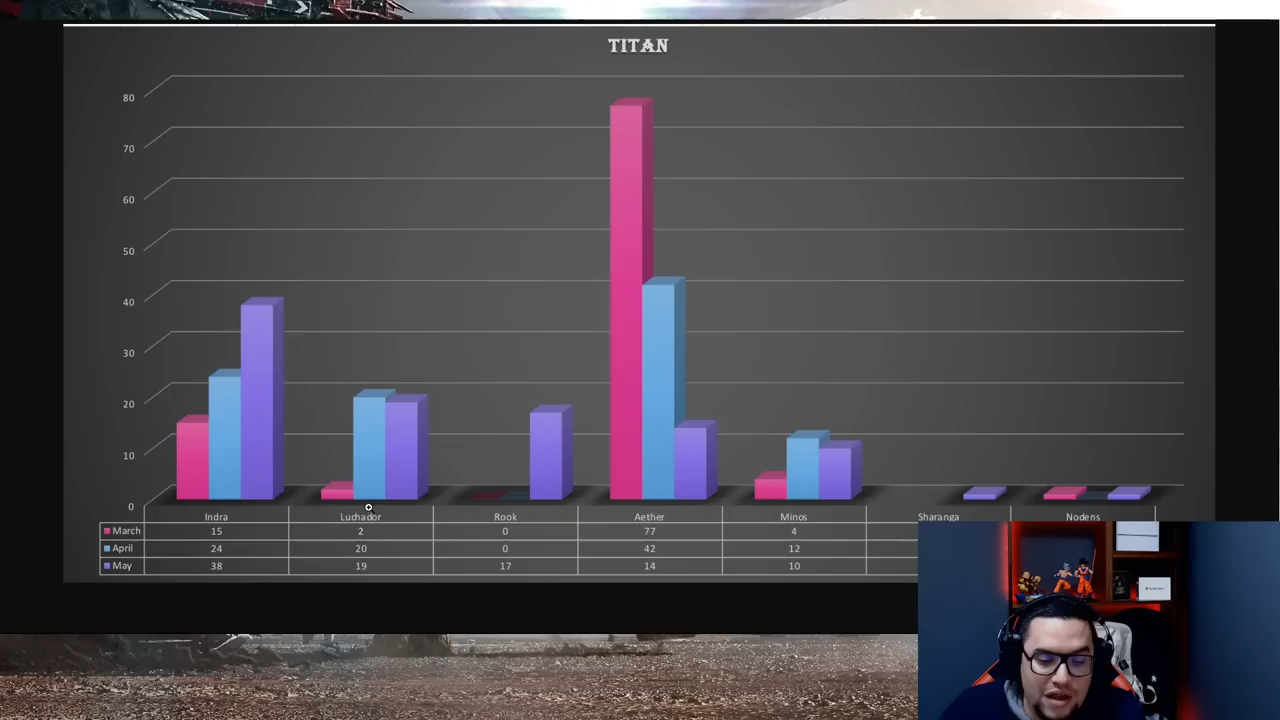 TITAN
80
70
60
50
40
30
20
10
0
Indra Luchador Rook Aether Minos Sharanga Nodens
March 15 2 0 77 4
April 24 20 0 42 12
May 38 19 17 14 10